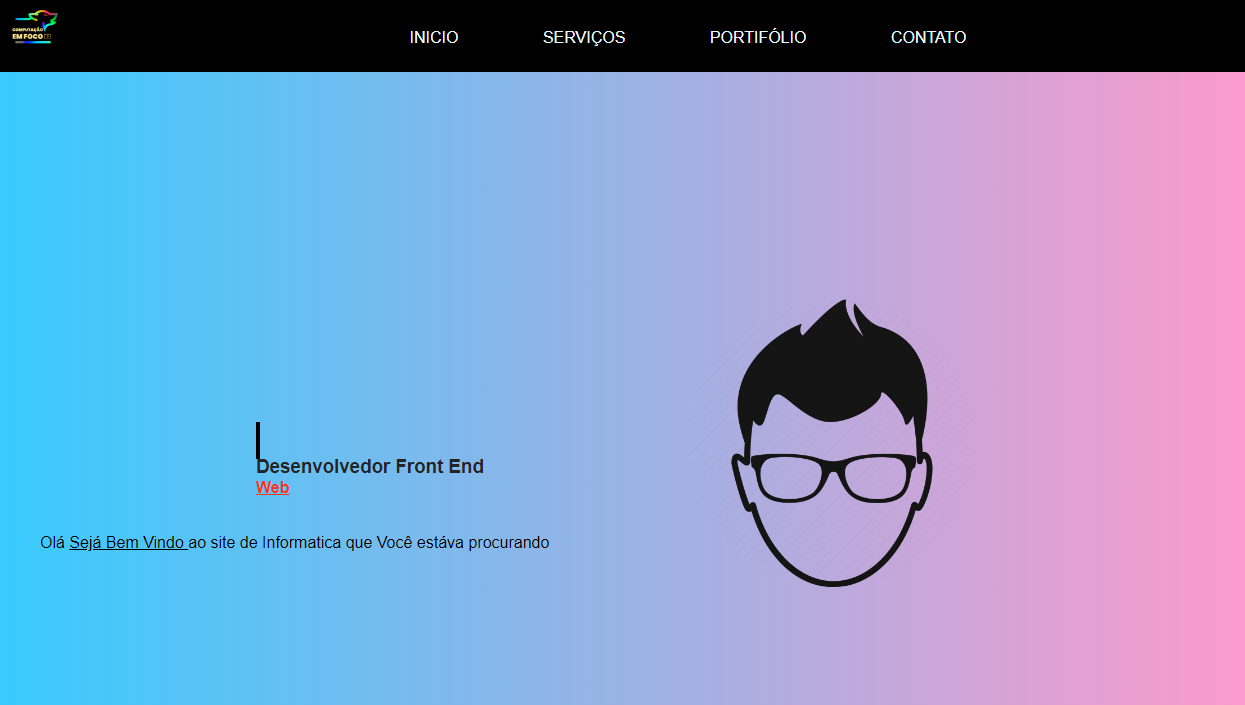 COMPUTAÇÃO
EM FOCO
INICIO SERVIÇOS PORTIFÓLIO CONTATO
Desenvolvedor Front End
Web
Olá Sejá Bem Vindo ao site de Informatica que Você estáva procurando